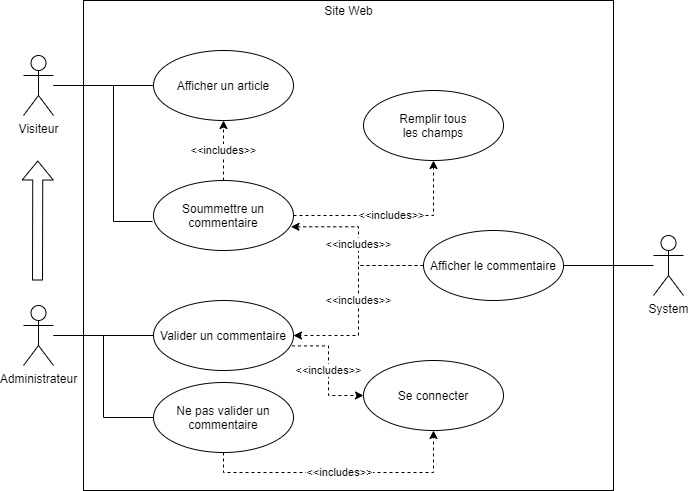 Site Web
Afficher un article
Visiteur
Remplir tous
les champs
<<includes>>
Soummettre un
commentaire
<<includes>>
<<includes>>
Afficher le commentaire
System
<<includes>>
Valider un commentaire
Administrateur
<<includes>>
Se connecter
Ne pas valider un
commentaire
<<includes>>